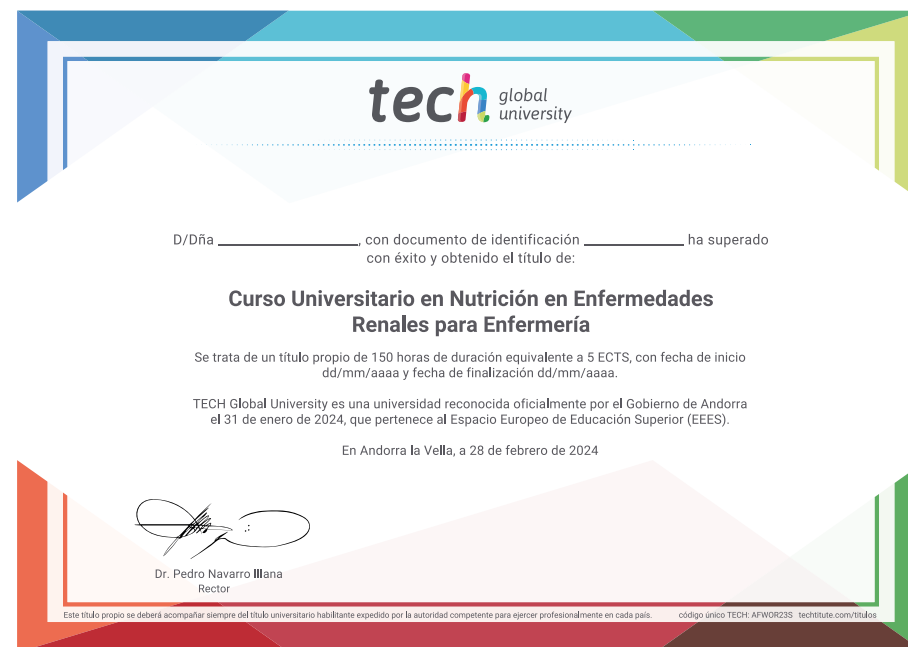 tech global university
D/Dña ____________________, con documento de identificación ______________ ha superado
con éxito y obtenido el título de:
Curso Universitario en Nutrición en Enfermedades
Renales para Enfermería
Se trata de un título propio de 150 horas de duración equivalente a 5 ECTS, con fecha de inicio
dd/mm/aaaa y fecha de finalización dd/mm/aaaa.
TECH Global University es una universidad reconocida oficialmente por el Gobierno de Andorra
el 31 de enero de 2024, que pertenece al Espacio Europeo de Educación Superior (EEES).
En Andorra la Vella, a 28 de febrero de 2024
Dr. Pedro Navarro Illana
Rector
Este título propio se deberá acompañar siempre del título universitario habilitante expedido por la autoridad competente para ejercer profesionalmente en cada país. código único TECH: AFWOR23S techtitute.com/titulos